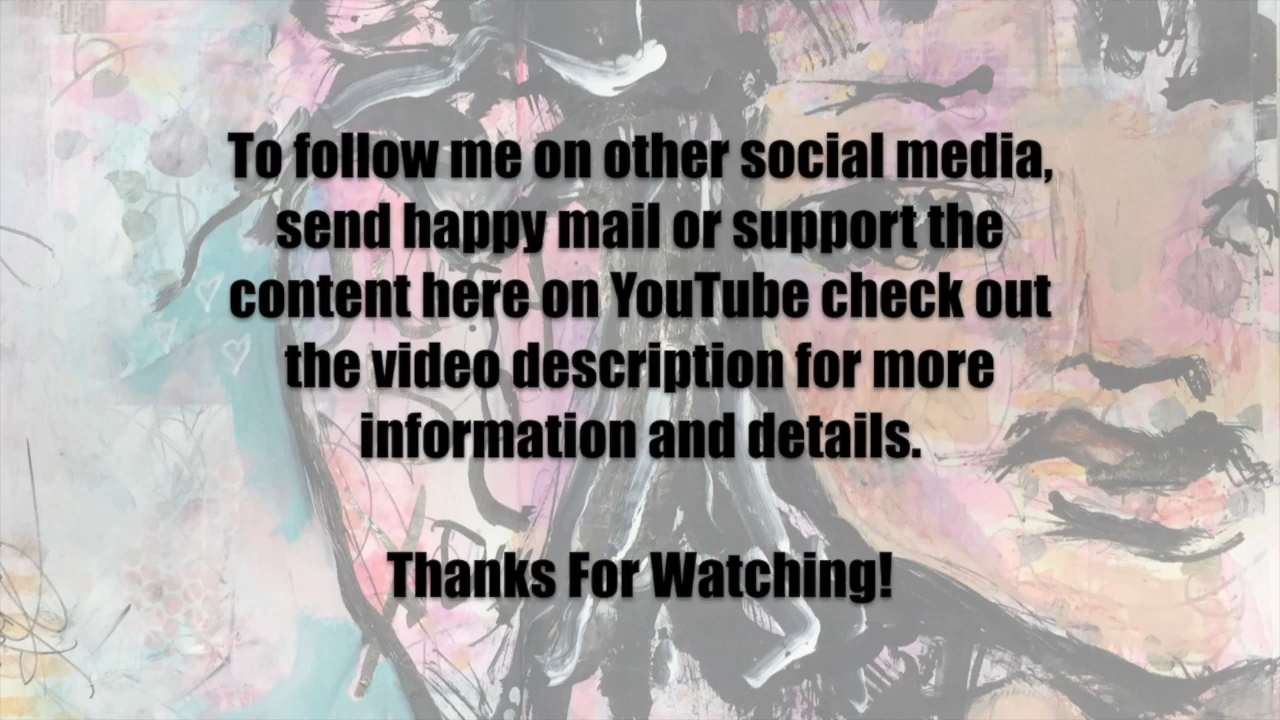 To follow me on other social media,
send happy mail or support the
content here on YouTube check out
the video description for more
information and details.
Thanks For Watching!